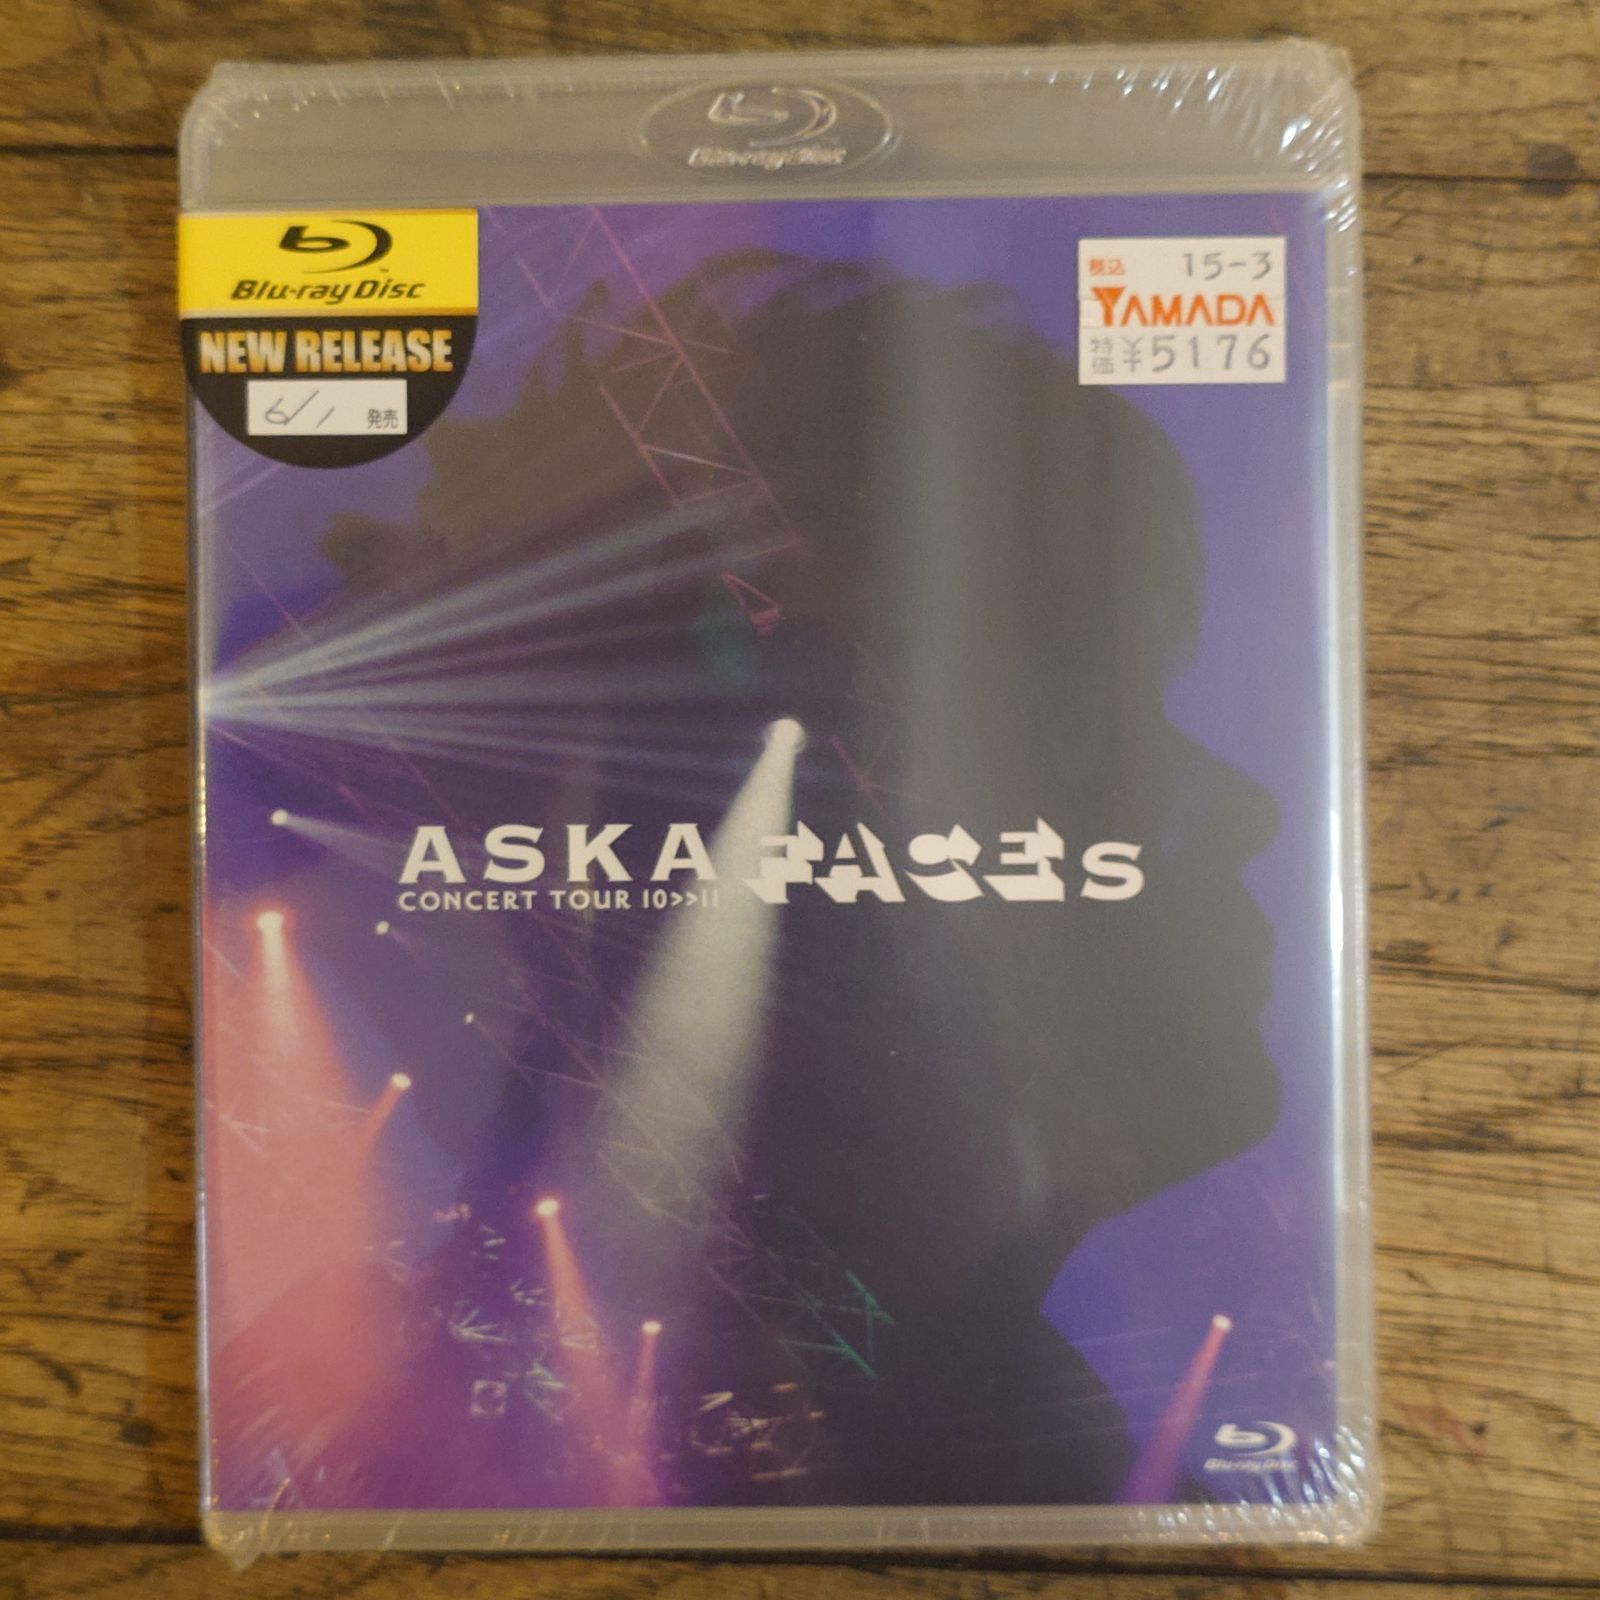 Blu-ray Disc
Blu-ray Disc
NEW RELEASE
6/1 発売
税込 15-3
YAMADA
特価 ¥5176
ASKA FACEs
CONCERT TOUR 10>>11
Blu-ray Disc